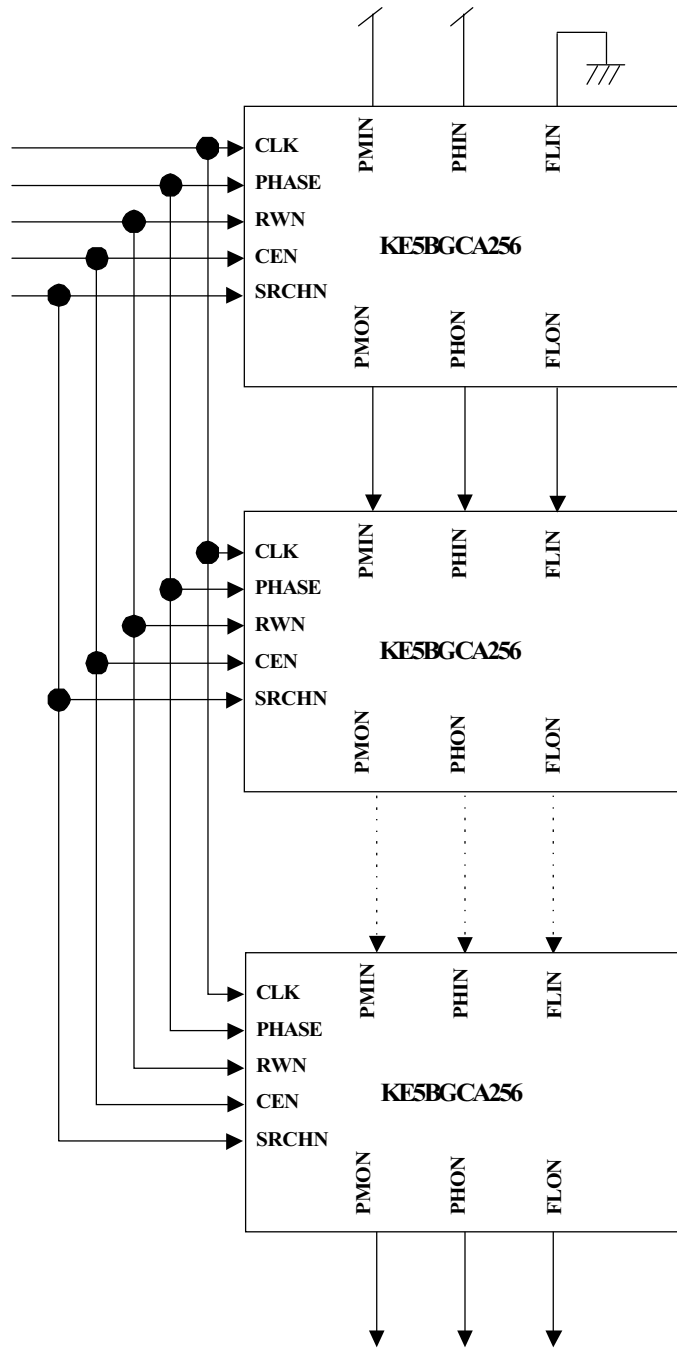 PMIN PHIN FLIN
CLK
PHASE
RWN
KE5BGCA256
CEN
SRCHN
PMON PHON FLON
PMIN PHIN FLIN
CLK
PHASE
RWN
KE5BGCA256
CEN
SRCHN
PMON PHON FLON
PMIN PHIN FLIN
CLK
PHASE
RWN
KE5BGCA256
CEN
SRCHN
PMON PHON FLON